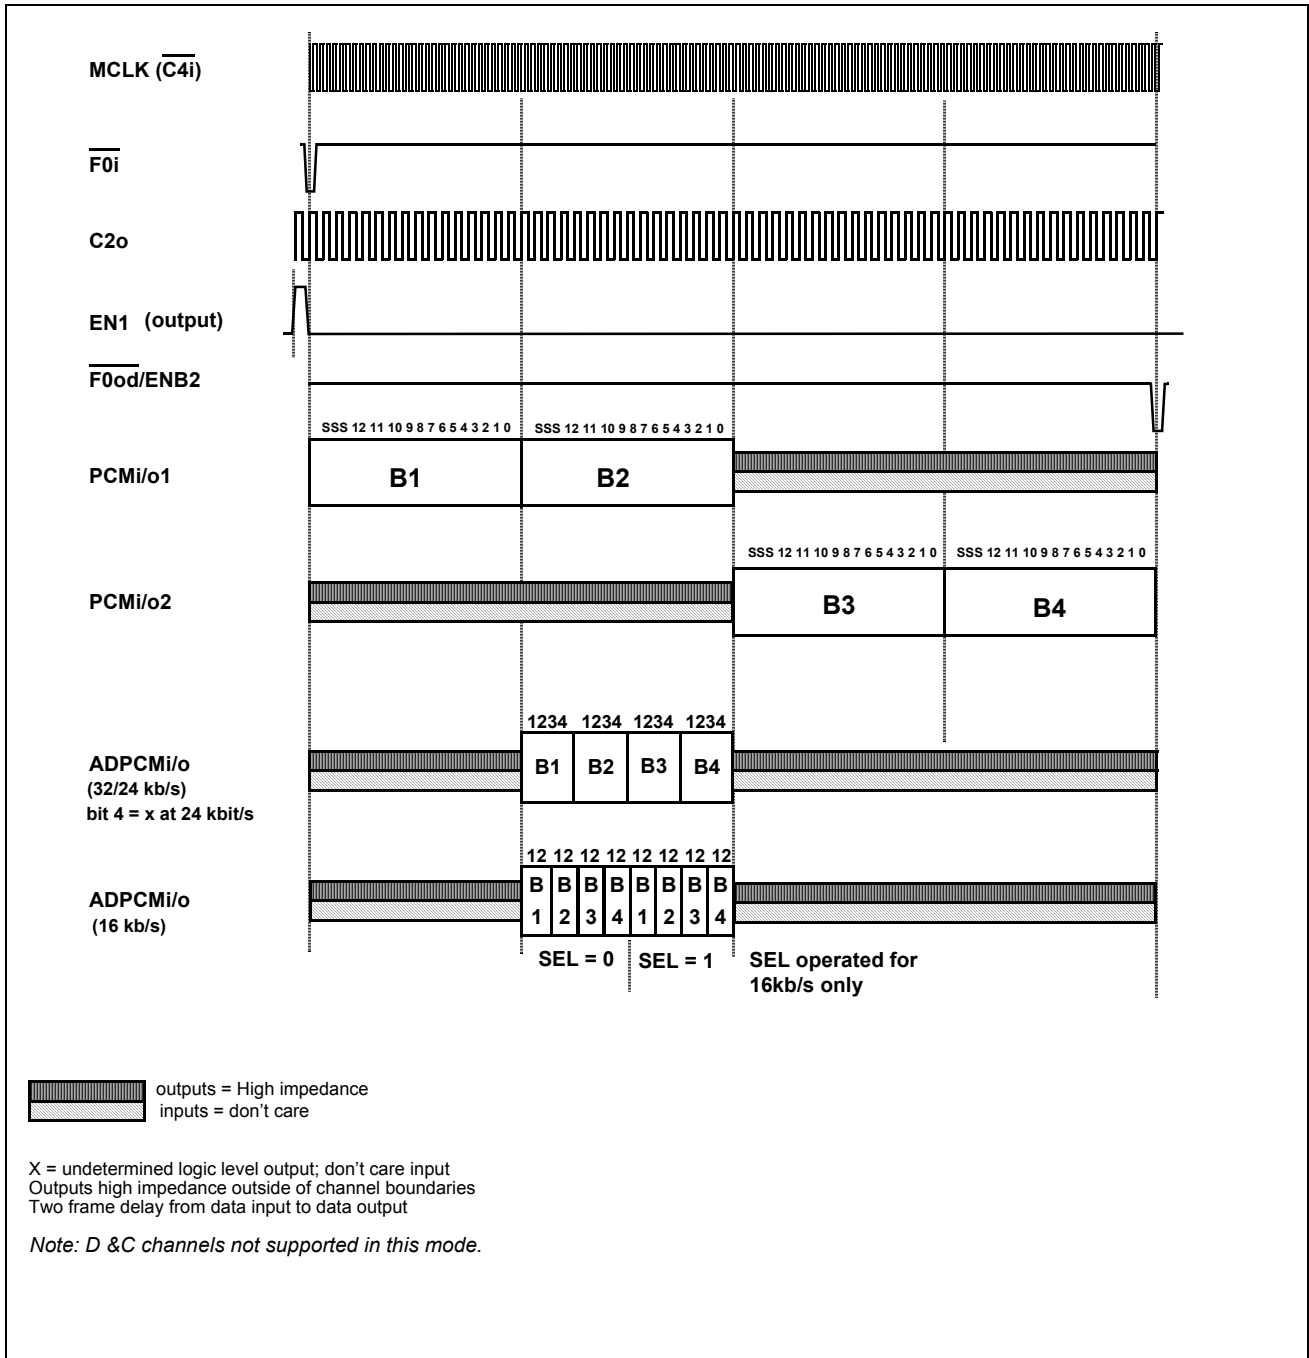 MCLK (C4i)
F0i
C2o
EN1 (output)
F0od/ENB2
SSS 12 11 10 9 8 7 6 5 4 3 2 1 0 SSS 12 11 10 9 8 7 6 5 4 3 2 1 0
PCMi/o1 B1 B2
SSS 12 11 10 9 8 7 6 5 4 3 2 1 0 SSS 12 11 10 9 8 7 6 5 4 3 2 1 0
PCMi/o2 B3 B4
1234 1234 1234 1234
ADPCMi/o B1 B2 B3 B4
(32/24 kb/s)
bit 4 = x at 24 kbit/s
12 12 12 12 12 12 12 12
ADPCMi/o B B B B B B B B
(16 kb/s) 1 2 3 4 1 2 3 4
SEL = 0 SEL = 1 SEL operated for
16kb/s only
outputs = High impedance
inputs = don't care
X = undetermined logic level output; don't care input
Outputs high impedance outside of channel boundaries
Two frame delay from data input to data output
Note: D &C channels not supported in this mode.